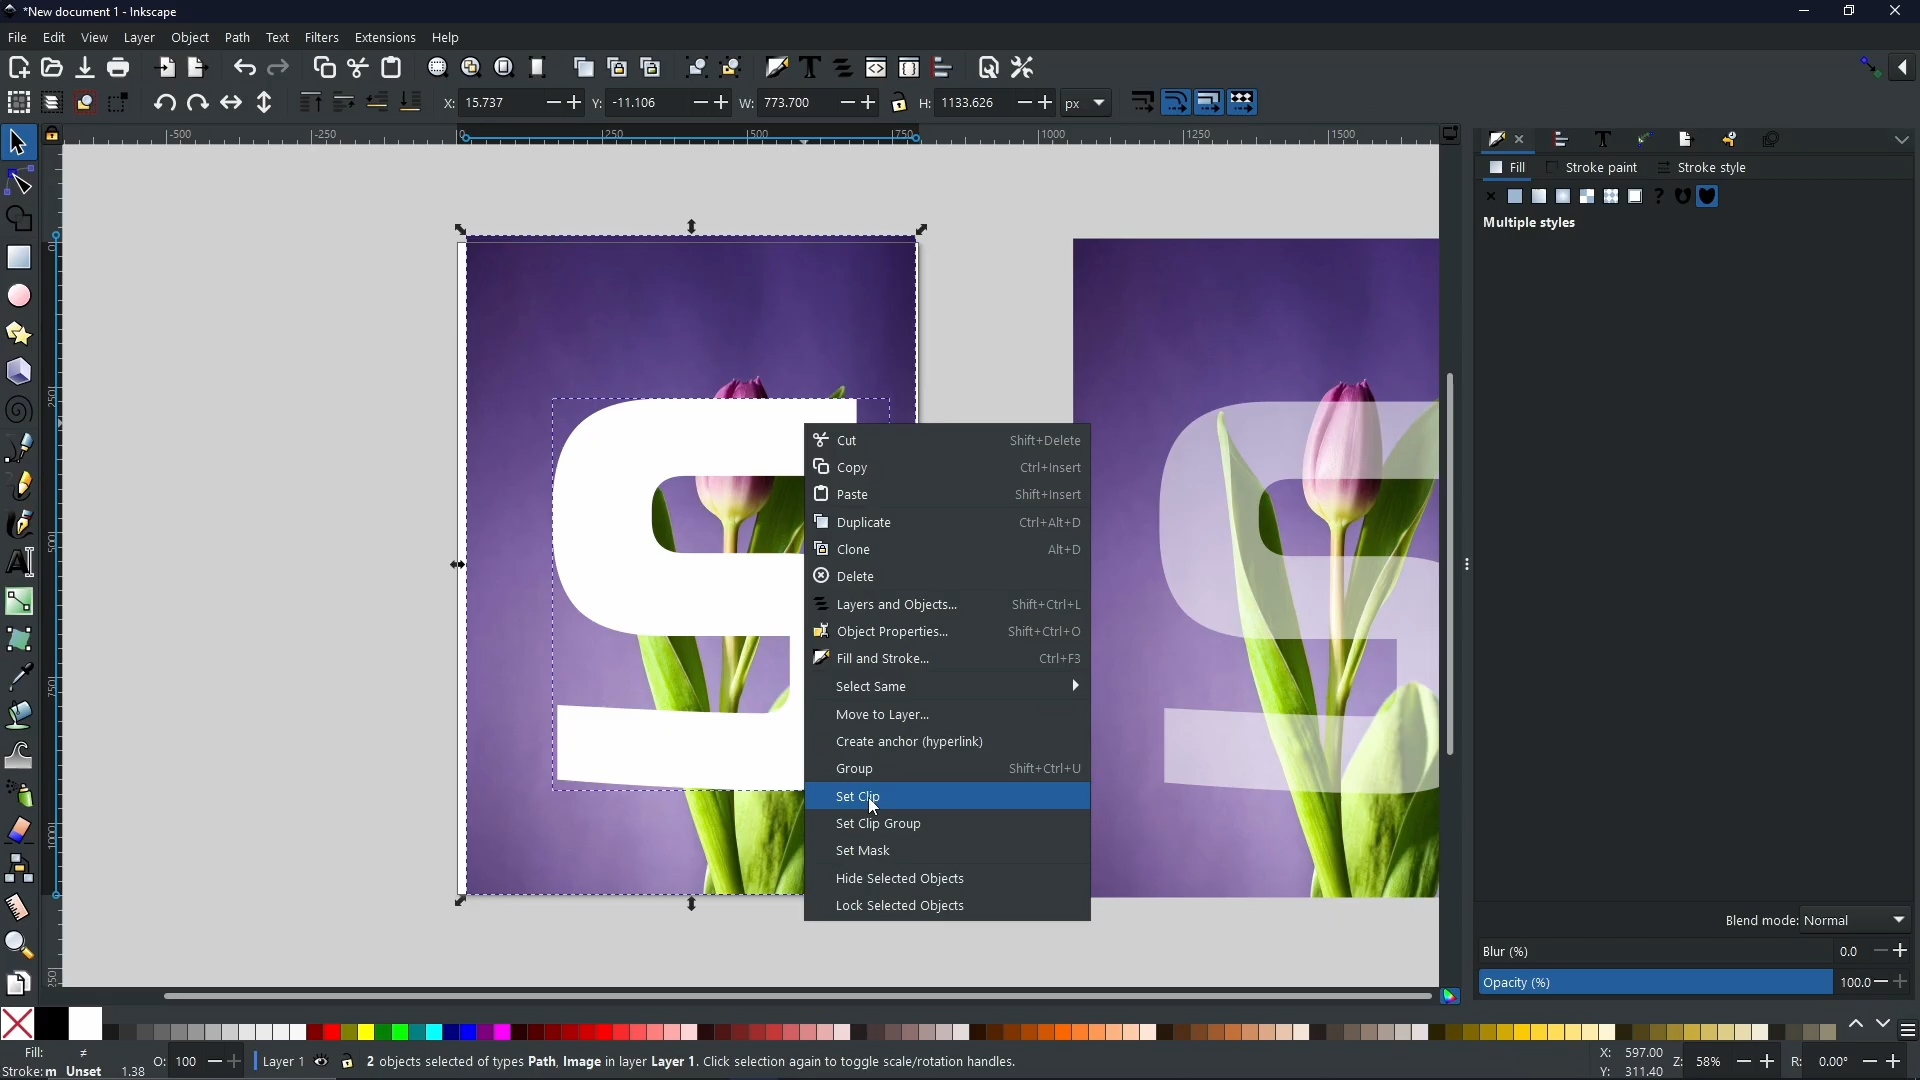 *New document 1 - Inkscape
File Edit View Layer Object Path Text Filters Extensions Help
X: 15.737 Y: -11.106 W: 773.700 H: 1133.626 px
-500 -250 0 250 500 750 1000 1250 1500
Fill Stroke paint Stroke style
?
Multiple styles
0
250
500
750
1000
S
S
Cut Shift+Delete
Copy Ctrl+Insert
Paste Shift+Insert
Duplicate Ctrl+Alt+D
Clone Alt+D
Delete
Layers and Objects... Shift+Ctrl+L
Object Properties... Shift+Ctrl+O
Fill and Stroke... Ctrl+F3
Select Same
Move to Layer...
Create anchor (hyperlink)
Group Shift+Ctrl+U
Set Clip
Set Clip Group
Set Mask
Hide Selected Objects
Lock Selected Objects
Blend mode: Normal
Blur (%) 0.0
Opacity (%) 100.0
Fill: ≠
Stroke: m Unset 1.38
O: 100
Layer 1
2 objects selected of types Path, Image in layer Layer 1. Click selection again to toggle scale/rotation handles.
X: 597.00
Y: 311.40
Z: 58%
R: 0.00°